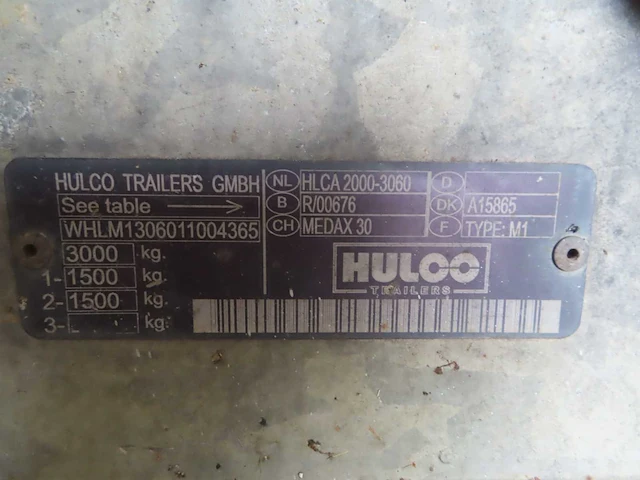 HULCO TRAILERS GMBH NL HLCA 2000-3060 D
See table B R/00676 DK A15865
WHLM1306011004365 CH MEDAX 30 F TYPE: M1
3000 kg.
1- 1500 kg.
2- 1500 kg.
3- kg.
HULCO
TRAILERS